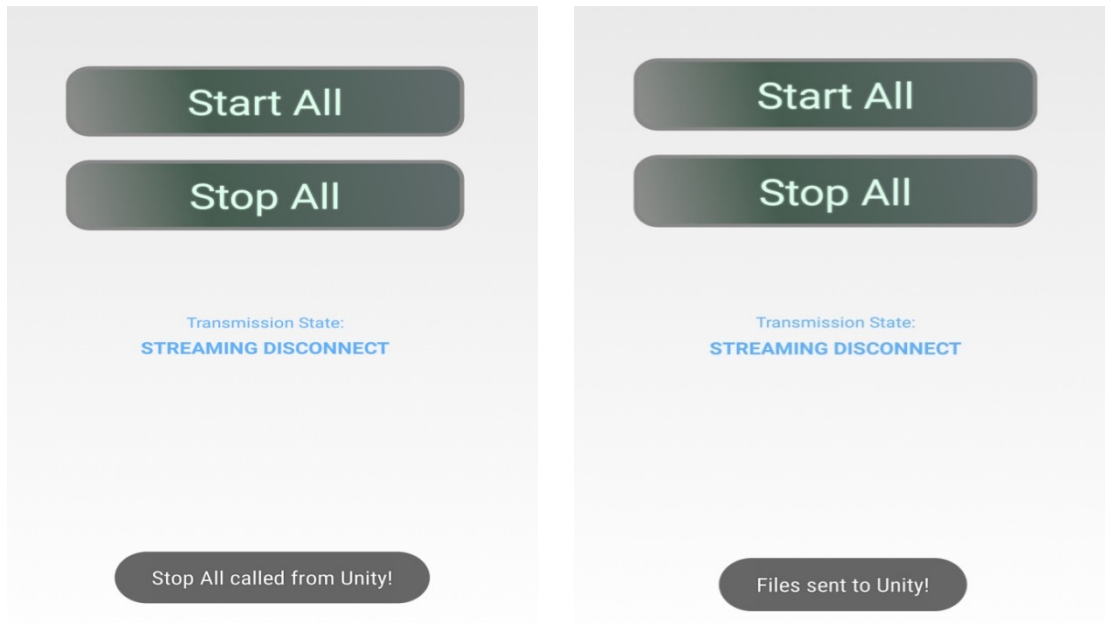 Start All
Stop All
Transmission State:
STREAMING DISCONNECT
Stop All called from Unity!
Start All
Stop All
Transmission State:
STREAMING DISCONNECT
Files sent to Unity!